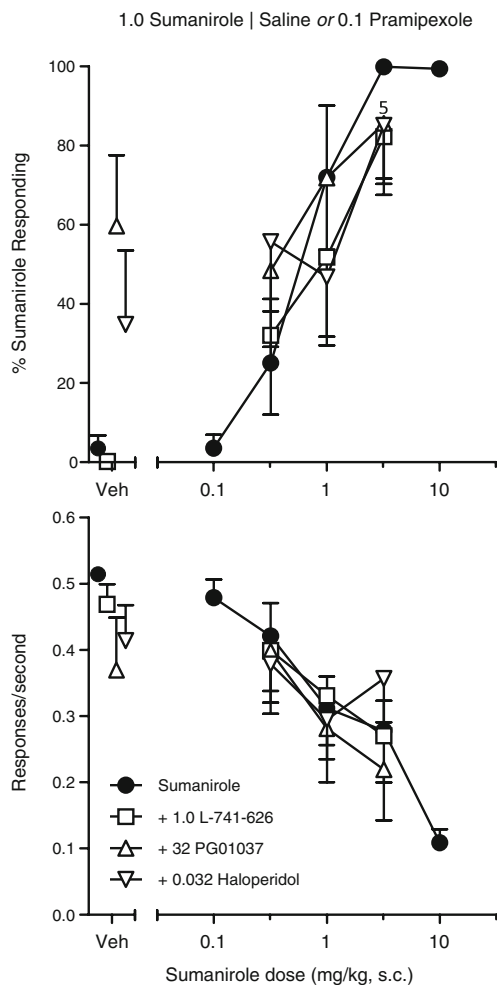 1.0 Sumanirole | Saline or 0.1 Pramipexole
100
80
60
40
20
0
% Sumanirole Responding
5
Veh
0.1
1
10
0.6
0.5
0.4
0.3
0.2
0.1
0.0
Responses/second
Sumanirole
+ 1.0 L-741-626
+ 32 PG01037
+ 0.032 Haloperidol
Veh
0.1
1
10
Sumanirole dose (mg/kg, s.c.)